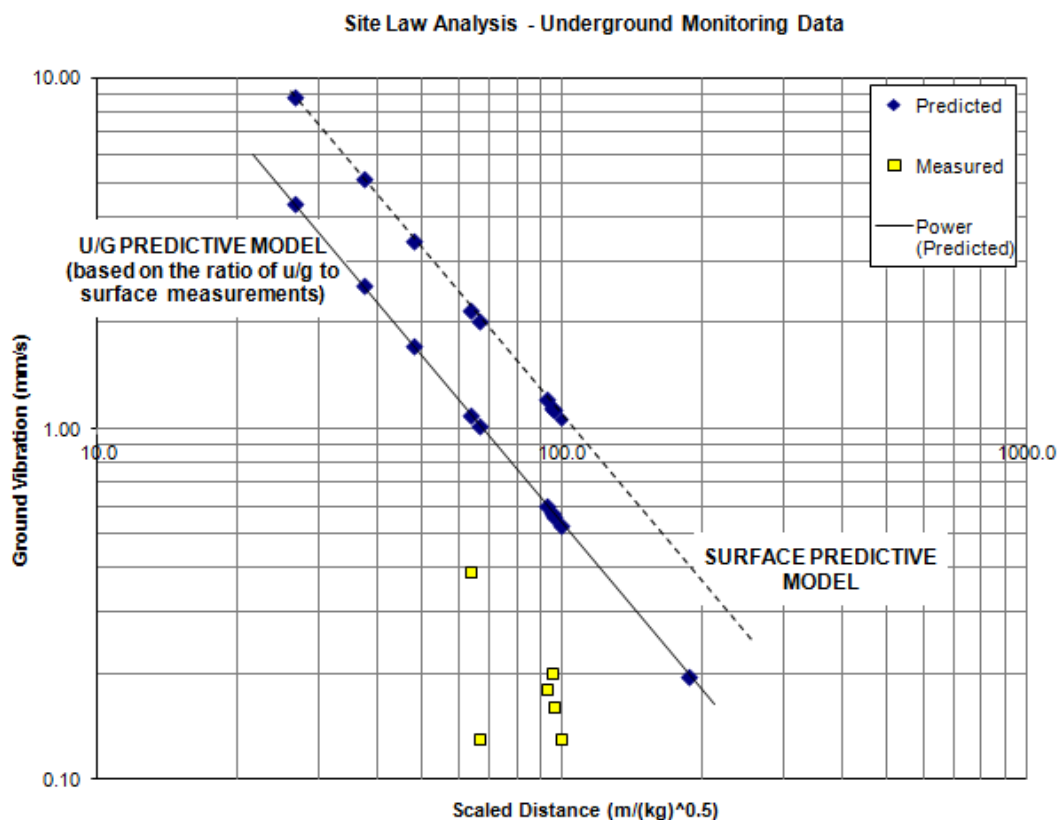 Site Law Analysis - Underground Monitoring Data
10.00
Predicted
Measured
Power
(Predicted)
U/G PREDICTIVE MODEL
(based on the ratio of u/g to
surface measurements)
Ground Vibration (mm/s)
1.00
10.0
100.0
1000.0
SURFACE PREDICTIVE
MODEL
0.10
Scaled Distance (m/(kg)^0.5)